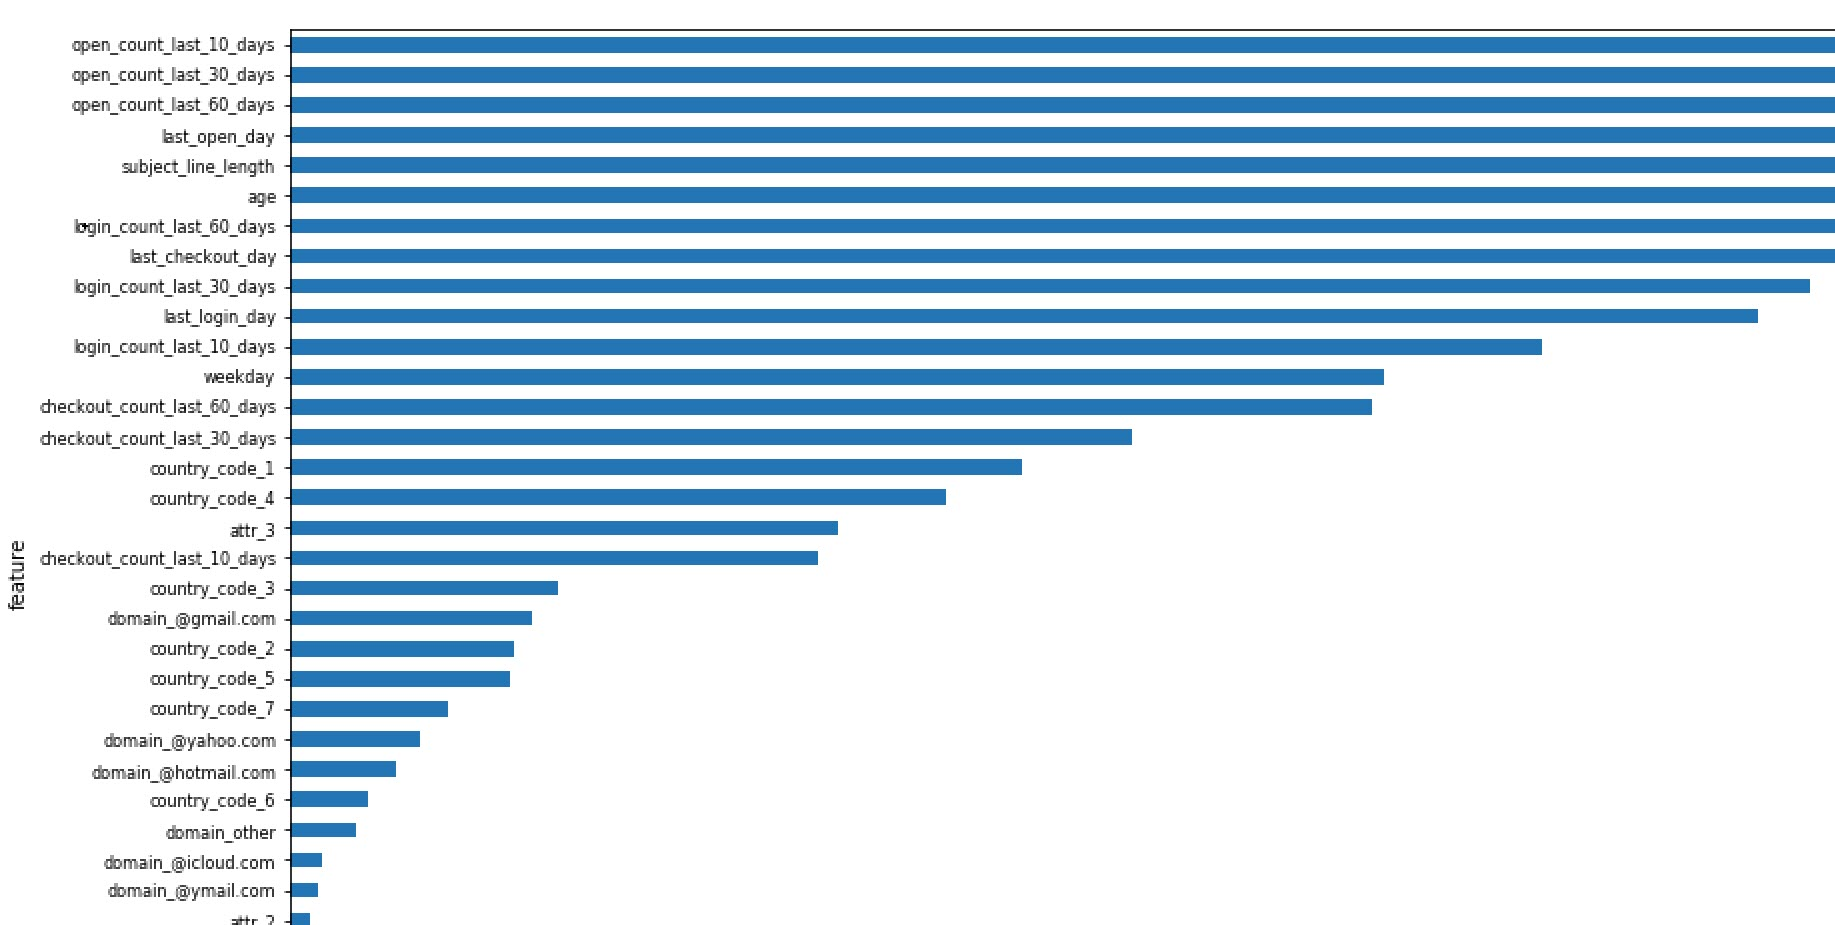 open_count_last_10_days
open_count_last_30_days
open_count_last_60_days
last_open_day
subject_line_length
age
login_count_last_60_days
last_checkout_day
login_count_last_30_days
last_login_day
login_count_last_10_days
weekday
checkout_count_last_60_days
checkout_count_last_30_days
country_code_1
country_code_4
attr_3
checkout_count_last_10_days
country_code_3
domain_@gmail.com
country_code_2
country_code_5
country_code_7
domain_@yahoo.com
domain_@hotmail.com
country_code_6
domain_other
domain_@icloud.com
domain_@ymail.com
attr_2
feature